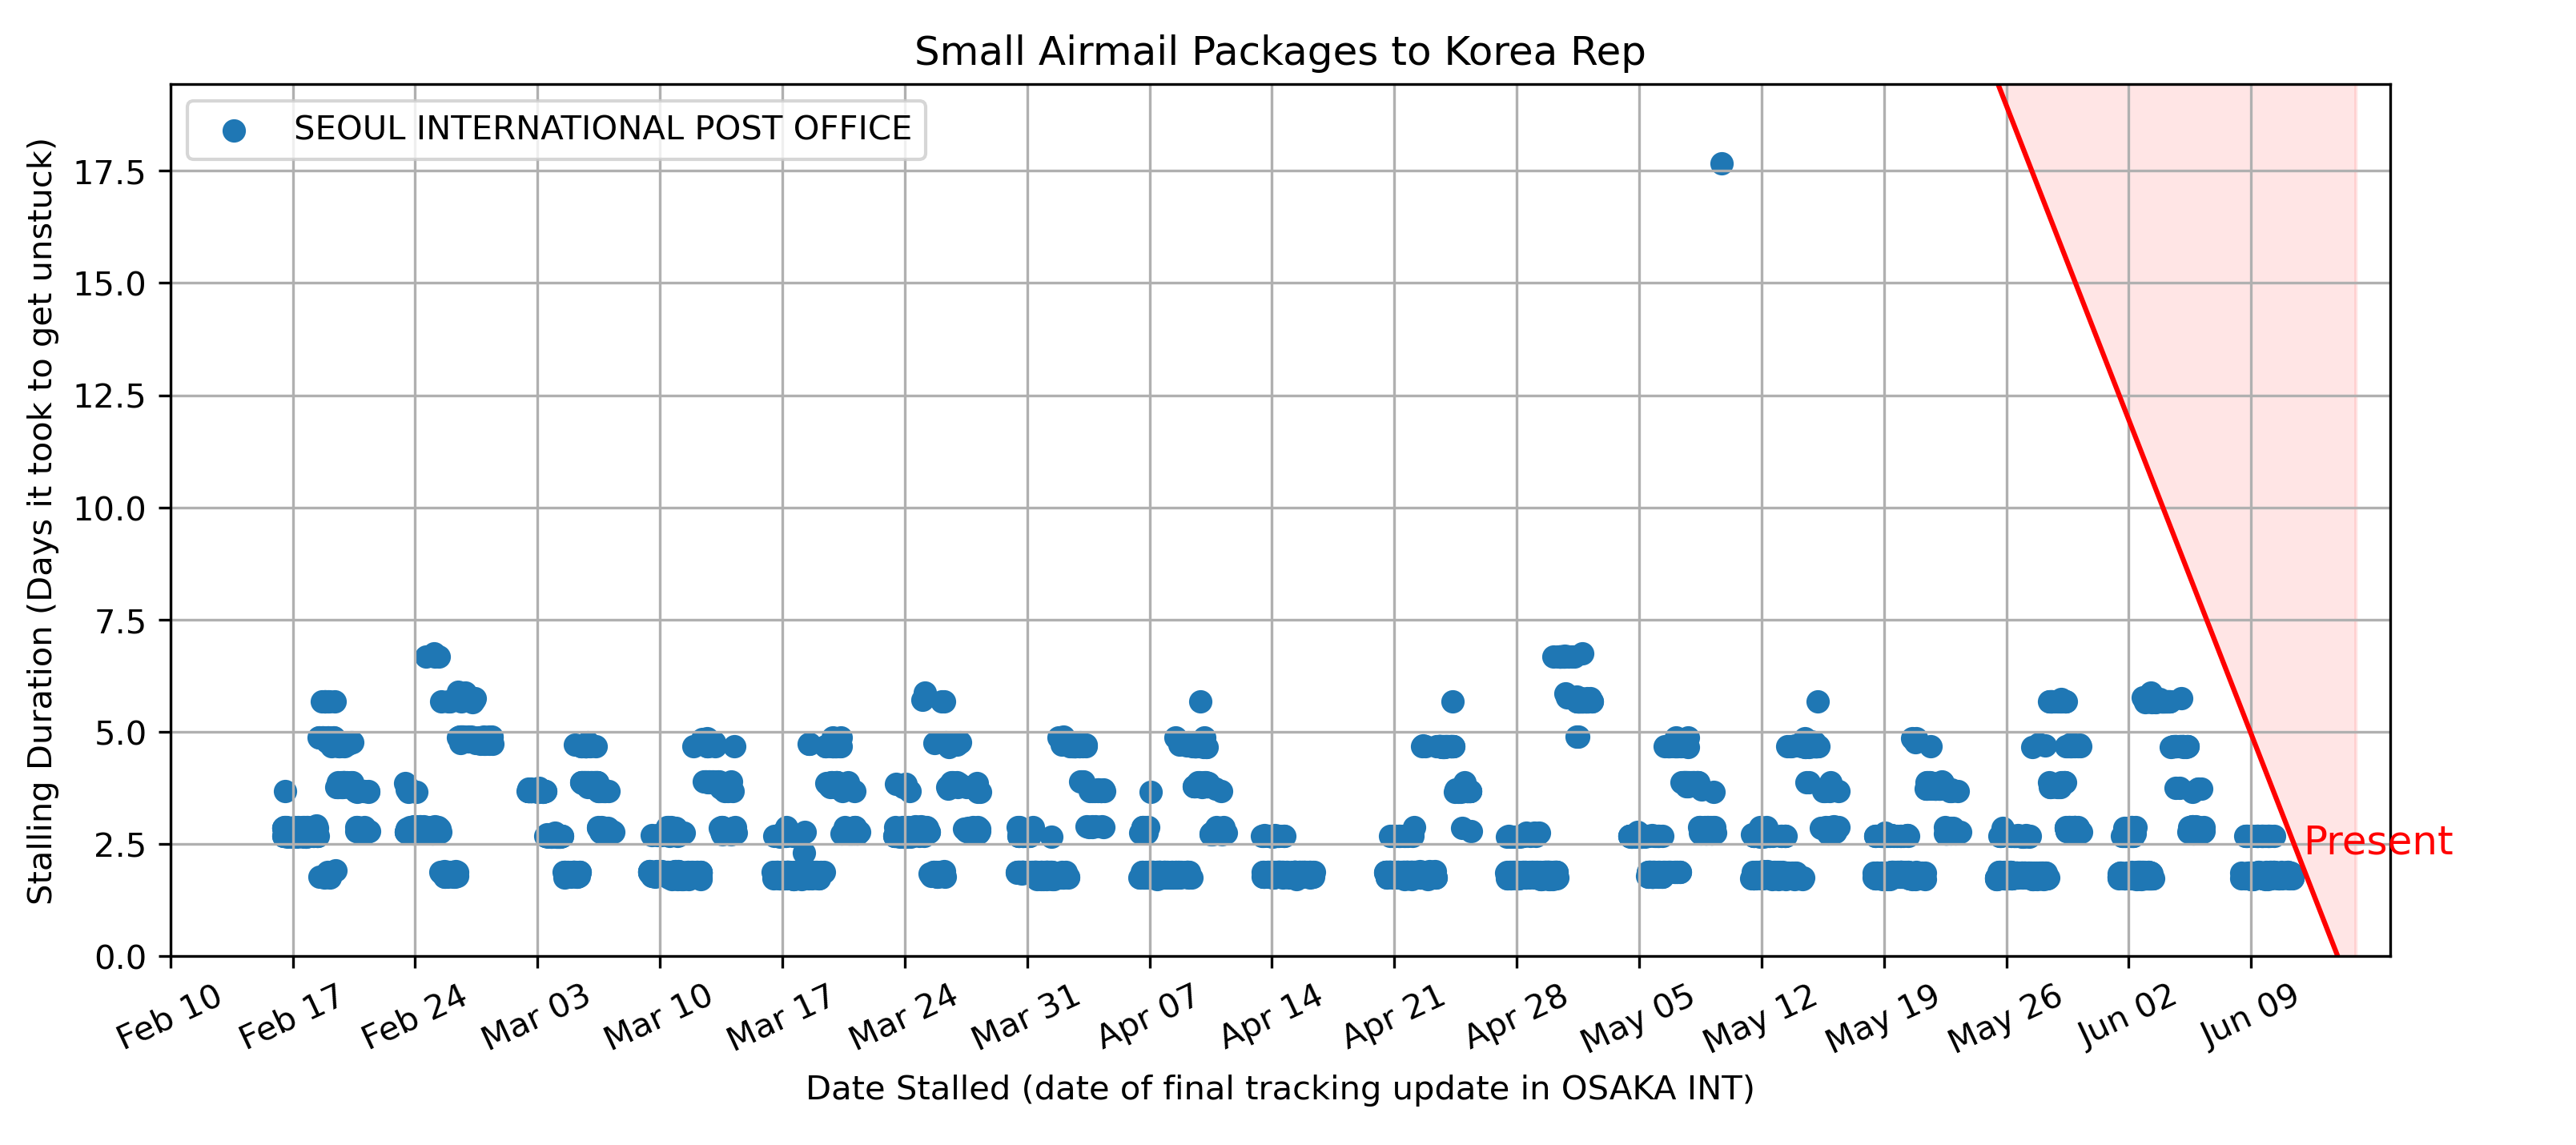 Small Airmail Packages to Korea Rep
SEOUL INTERNATIONAL POST OFFICE
Stalling Duration (Days it took to get unstuck)
17.5
15.0
12.5
10.0
7.5
5.0
2.5
0.0
Present
Feb 10
Feb 17
Feb 24
Mar 03
Mar 10
Mar 17
Mar 24
Mar 31
Apr 07
Apr 14
Apr 21
Apr 28
May 05
May 12
May 19
May 26
Jun 02
Jun 09
Date Stalled (date of final tracking update in OSAKA INT)